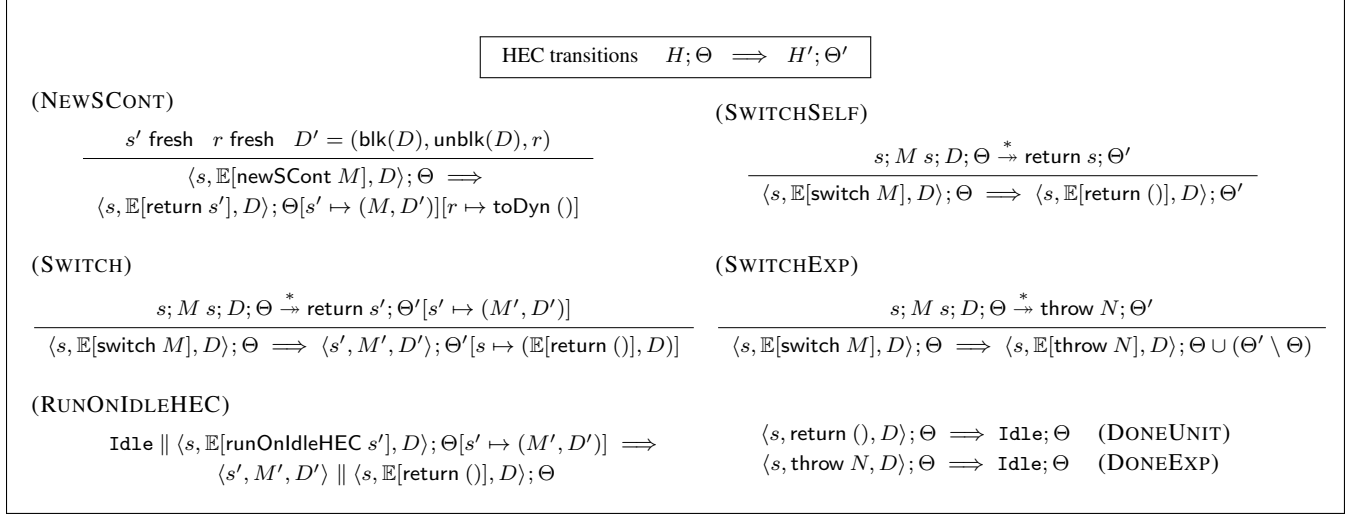 HEC transitions H; Θ ⟹ H′; Θ′
(NEWSCONT)
s′ fresh r fresh D′ = (blk(D), unblk(D), r)
⟨s, 𝔼[newSCont M], D⟩; Θ ⟹
⟨s, 𝔼[return s′], D⟩; Θ[s′ ↦ (M, D′)][r ↦ toDyn ()]
(SWITCHSELF)
s; M s; D; Θ ↠* return s; Θ′
⟨s, 𝔼[switch M], D⟩; Θ ⟹ ⟨s, 𝔼[return ()], D⟩; Θ′
(SWITCH)
s; M s; D; Θ ↠* return s′; Θ′[s′ ↦ (M′, D′)]
⟨s, 𝔼[switch M], D⟩; Θ ⟹ ⟨s′, M′, D′⟩; Θ′[s ↦ (𝔼[return ()], D)]
(SWITCHEXP)
s; M s; D; Θ ↠* throw N; Θ′
⟨s, 𝔼[switch M], D⟩; Θ ⟹ ⟨s, 𝔼[throw N], D⟩; Θ ∪ (Θ′ \ Θ)
(RUNONIDLEHEC)
Idle ∥ ⟨s, 𝔼[runOnIdleHEC s′], D⟩; Θ[s′ ↦ (M′, D′)] ⟹
⟨s′, M′, D′⟩ ∥ ⟨s, 𝔼[return ()], D⟩; Θ
⟨s, return (), D⟩; Θ ⟹ Idle; Θ (DONEUNIT)
⟨s, throw N, D⟩; Θ ⟹ Idle; Θ (DONEEXP)